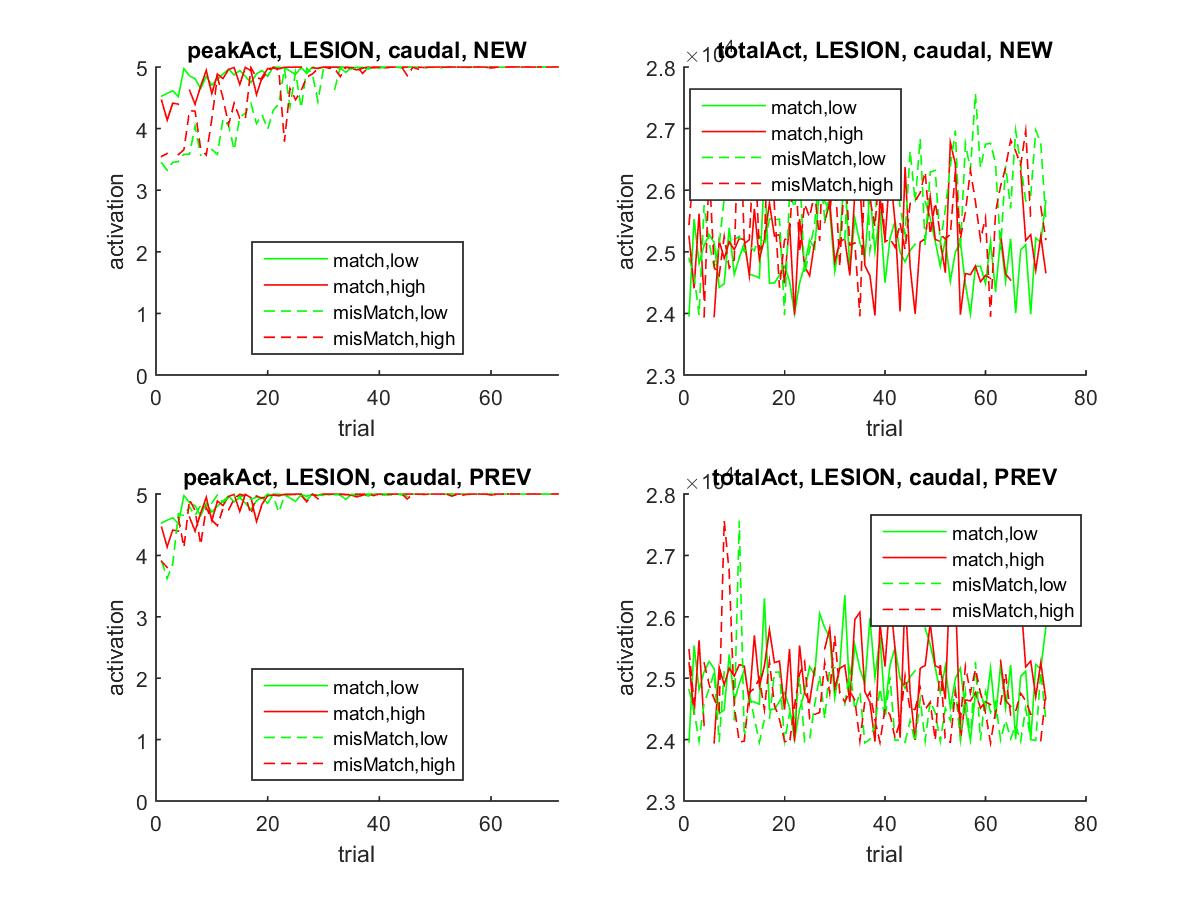 peakAct, LESION, caudal, NEW
5
4
3
2
1
0
activation
match,low
match,high
misMatch,low
misMatch,high
0 20 40 60
trial
totalAct, LESION, caudal, NEW
×10⁴
2.8
2.7
2.6
2.5
2.4
2.3
activation
match,low
match,high
misMatch,low
misMatch,high
0 20 40 60 80
trial
peakAct, LESION, caudal, PREV
5
4
3
2
1
0
activation
match,low
match,high
misMatch,low
misMatch,high
0 20 40 60
trial
totalAct, LESION, caudal, PREV
×10⁴
2.8
2.7
2.6
2.5
2.4
2.3
activation
match,low
match,high
misMatch,low
misMatch,high
0 20 40 60 80
trial